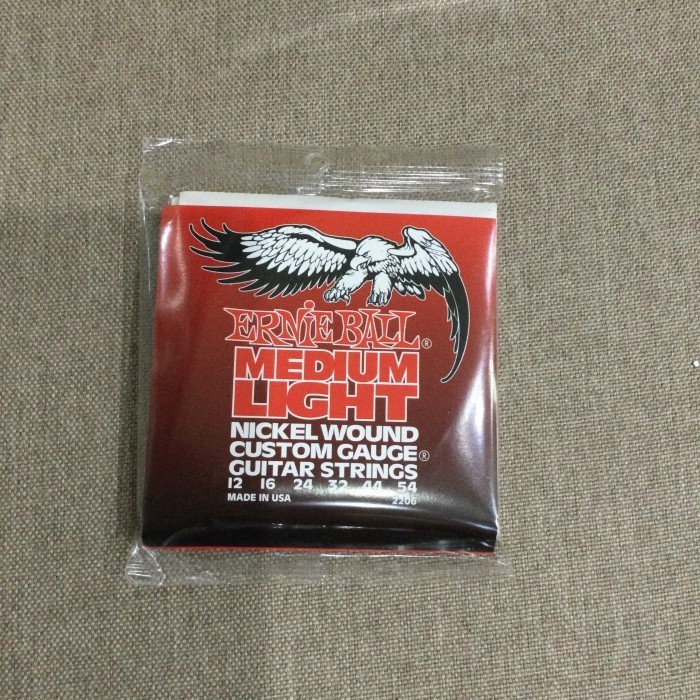 ERNiE BALL®
MEDIUM
LIGHT
NICKEL WOUND
CUSTOM GAUGE®
GUITAR STRINGS
12 16 24 32 44 54
MADE IN USA 2206